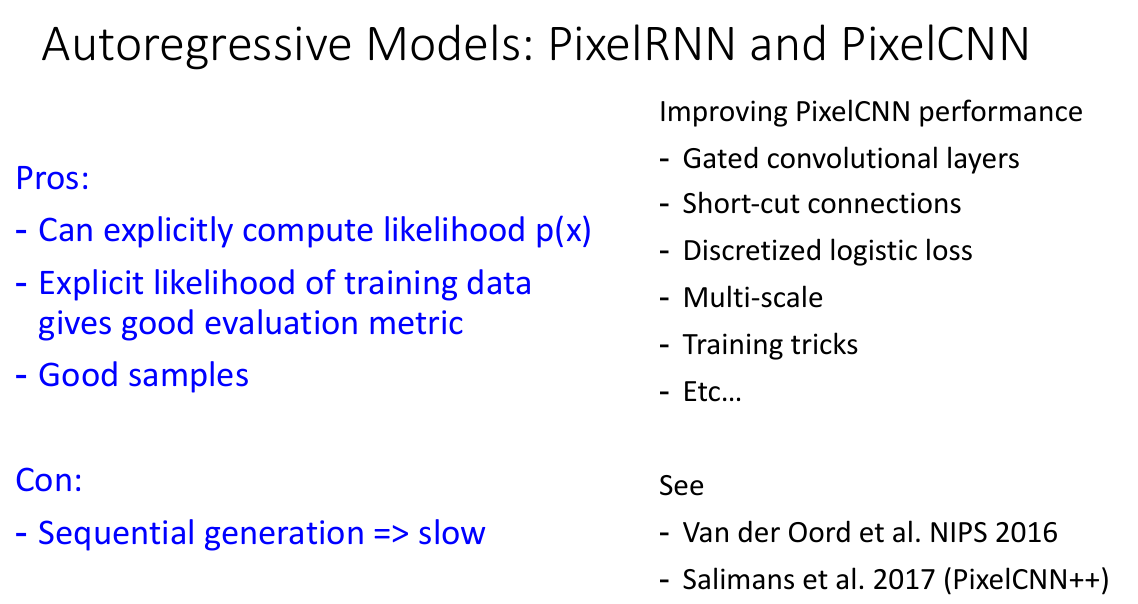 Autoregressive Models: PixelRNN and PixelCNN
Pros:
- Can explicitly compute likelihood p(x)
- Explicit likelihood of training data
gives good evaluation metric
- Good samples
Con:
- Sequential generation => slow
Improving PixelCNN performance
- Gated convolutional layers
- Short-cut connections
- Discretized logistic loss
- Multi-scale
- Training tricks
- Etc…
See
- Van der Oord et al. NIPS 2016
- Salimans et al. 2017 (PixelCNN++)